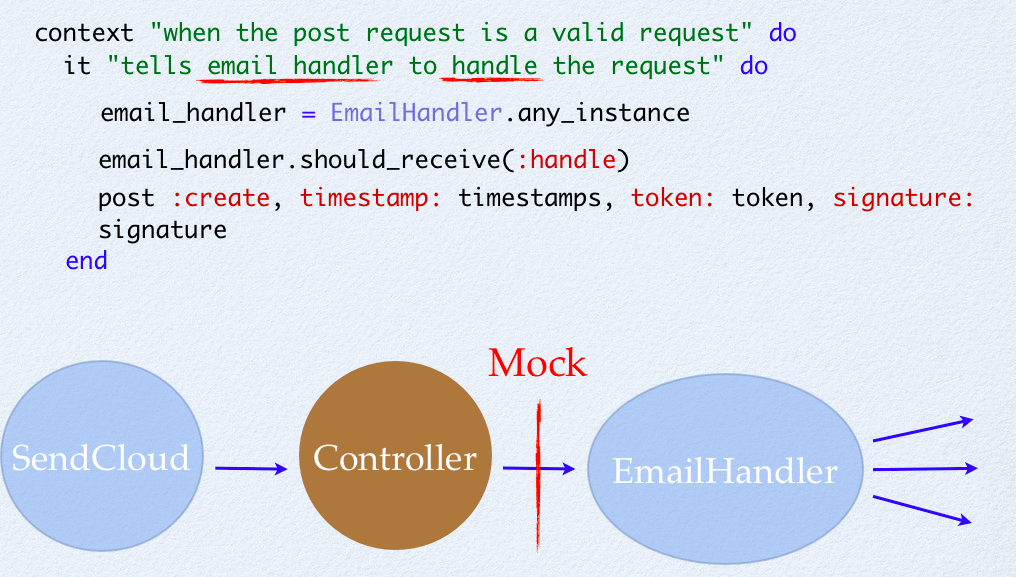 context "when the post request is a valid request" do
it "tells email handler to handle the request" do
email_handler = EmailHandler.any_instance
email_handler.should_receive(:handle)
post :create, timestamp: timestamps, token: token, signature:
signature
end
Mock
SendCloud
Controller
EmailHandler